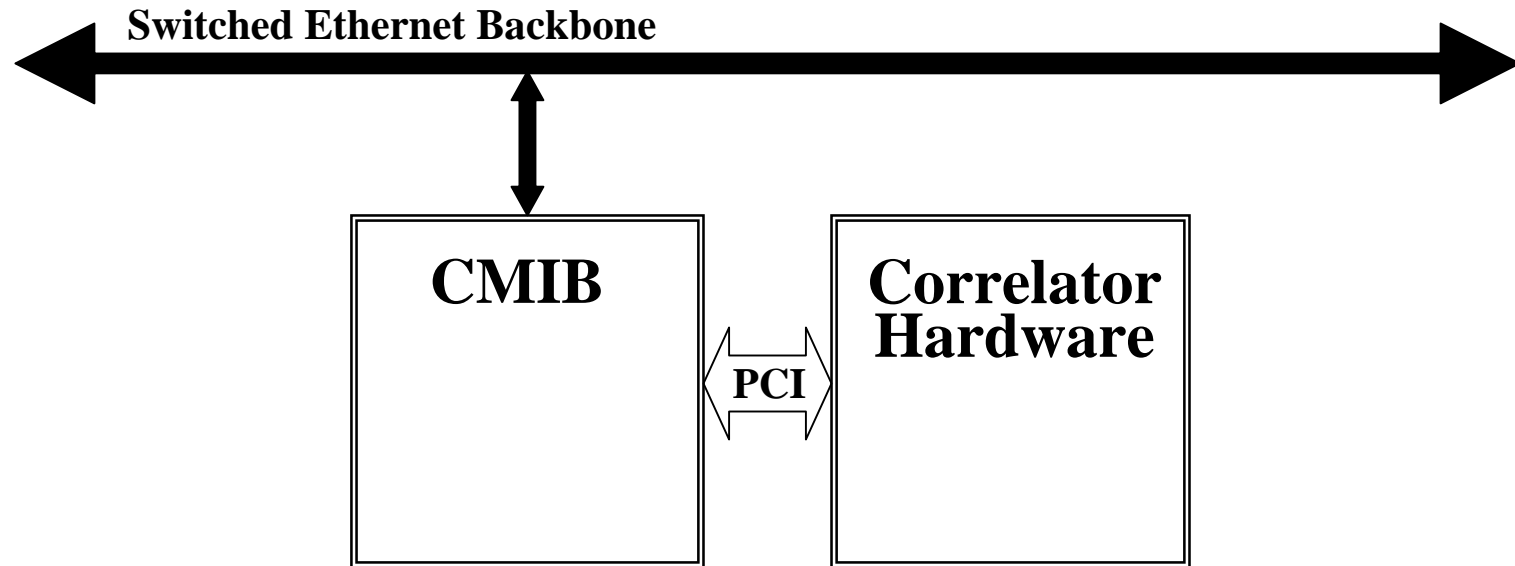 Switched Ethernet Backbone
CMIB
Correlator
Hardware
PCI